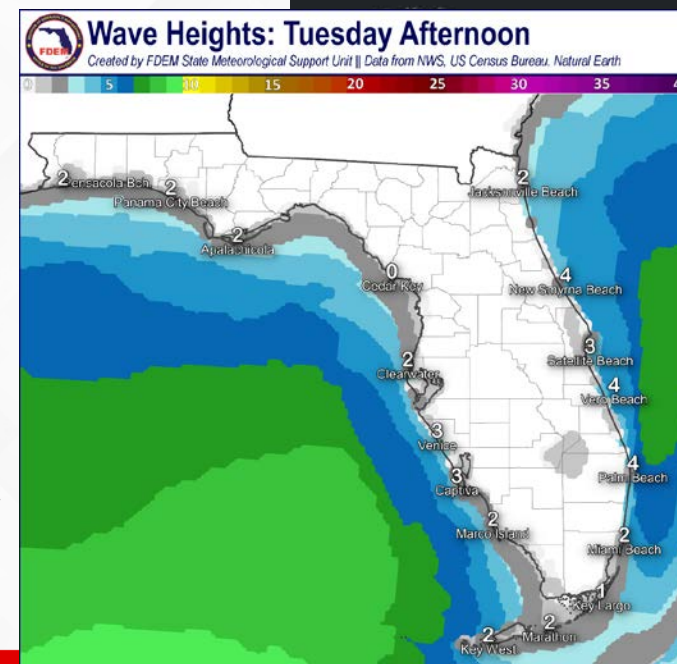 FDEM
Wave Heights: Tuesday Afternoon
Created by FDEM State Meteorological Support Unit || Data from NWS, US Census Bureau, Natural Earth
0 5 10 15 20 25 30 35
2
Pensacola Bch
2
Panama City Beach
2
Jacksonville Beach
2
Apalachicola
0
Cedar Key
4
New Smyrna Beach
3
Satellite Beach
2
Clearwater
4
Vero Beach
3
Venice
4
Palm Beach
3
Captiva
2
Marco Island
2
Miami Beach
1
Key Largo
2
Marathon
2
Key West